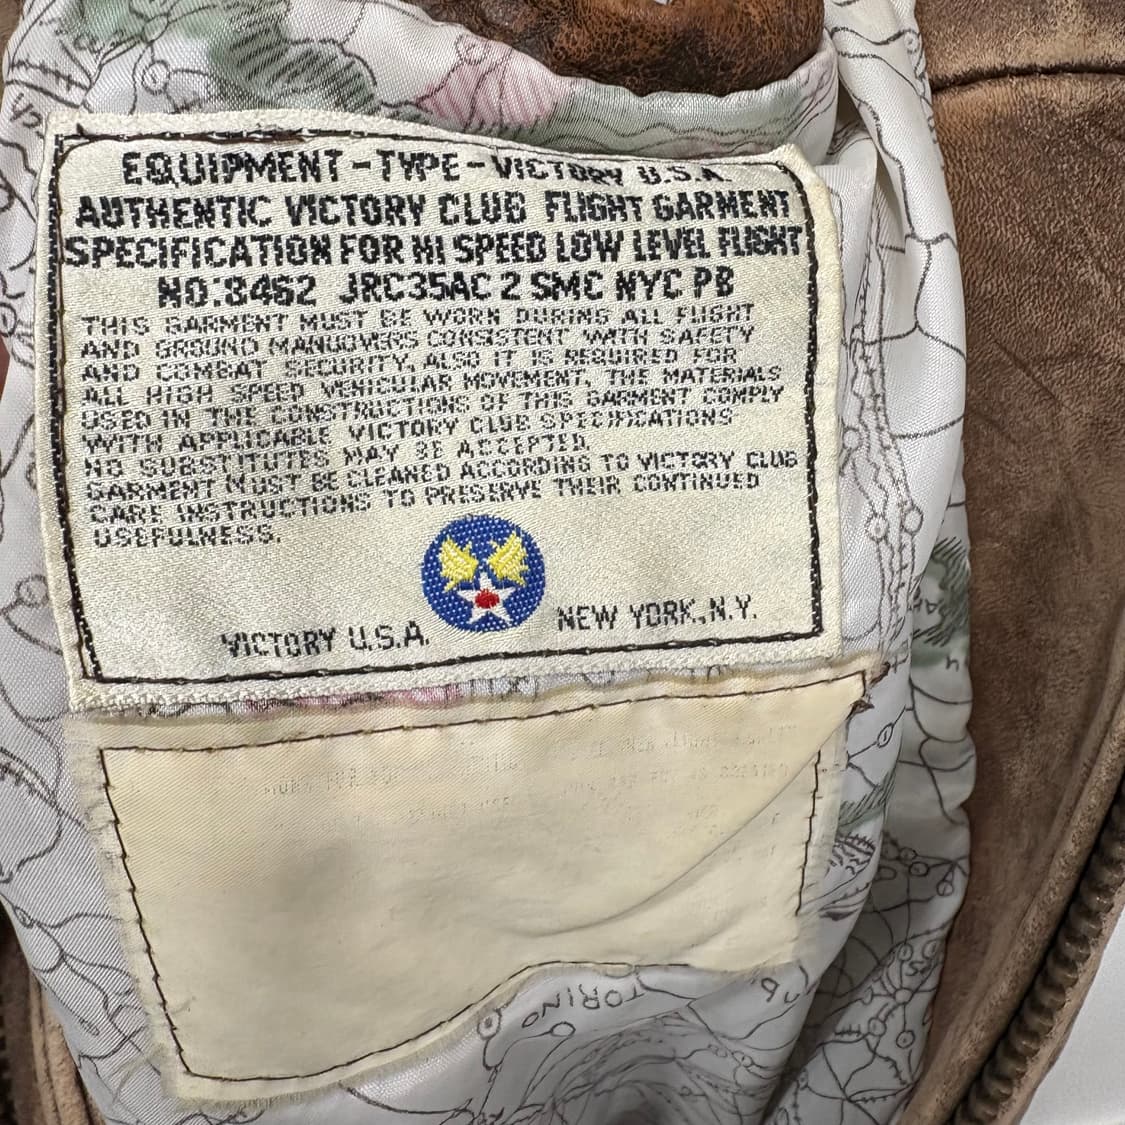 EQUIPMENT-TYPE-VICTORY U.S.A.
AUTHENTIC VICTORY CLUB FLIGHT GARMENT
SPECIFICATION FOR HI SPEED LOW LEVEL FLIGHT
NO:8462 JRC35AC 2 SMC NYC PB
THIS GARMENT MUST BE WORN DURING ALL FLIGHT
AND GROUND MANUOVERS CONSISTENT WITH SAFETY
AND COMBAT SECURITY, ALSO IT IS REQUIRED FOR
ALL HIGH SPEED VEHICULAR MOVEMENT, THE MATERIALS
USED IN THE CONSTRUCTIONS OF THIS GARMENT COMPLY
WITH APPLICABLE VICTORY CLUB SPECIFICATIONS
NO SUBSTITUTES MAY BE ACCEPTED.
GARMENT MUST BE CLEANED ACCORDING TO VICTORY CLUB
CARE INSTRUCTIONS TO PRESERVE THEIR CONTINUED
USEFULNESS.
VICTORY U.S.A. NEW YORK, N.Y.
TORINO